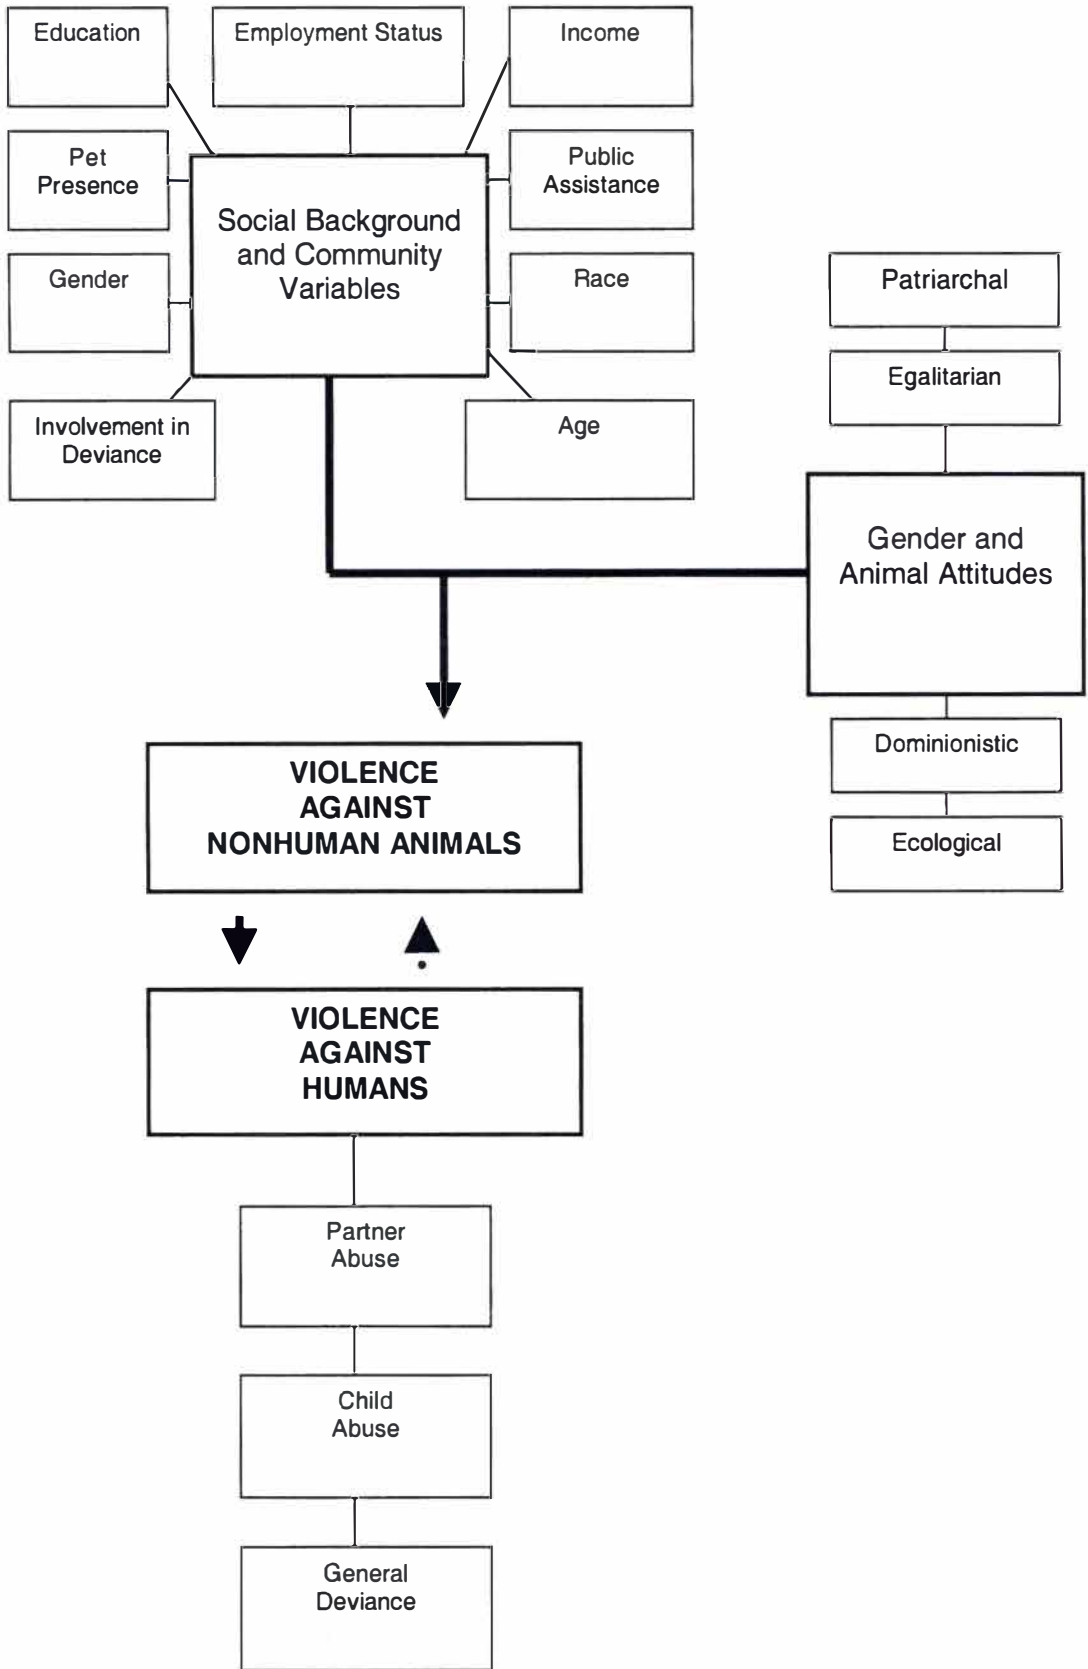 Education
Employment Status
Income
Pet
Presence
Public
Assistance
Social Background
and Community
Variables
Gender
Race
Involvement in
Deviance
Age
Patriarchal
Egalitarian
Gender and
Animal Attitudes
Dominionistic
Ecological
VIOLENCE
AGAINST
NONHUMAN ANIMALS
VIOLENCE
AGAINST
HUMANS
Partner
Abuse
Child
Abuse
General
Deviance